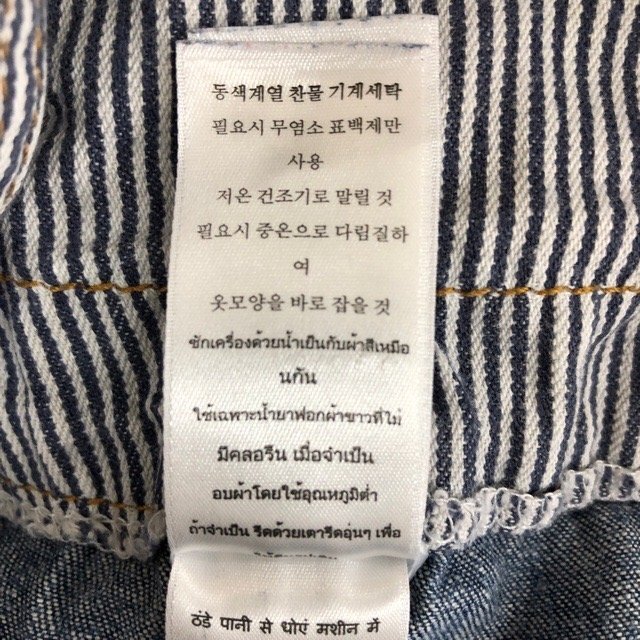 동색계열 찬물 기계세탁
필요시 무염소 표백제만
사용
저온 건조기로 말릴 것
필요시 중온으로 다림질하
여
옷모양을 바로 잡을 것
ซักเครื่องด้วยน้ำเย็นกับผ้าสีเหมือ
นกัน
ใช้เฉพาะน้ำยาฟอกผ้าขาวที่ไม่
มีคลอรีน เมื่อจำเป็น
อบผ้าโดยใช้อุณหภูมิต่ำ
ถ้าจำเป็น รีดด้วยเตารีดอุ่นๆ เพื่อ
ठंडे पानी से धोएं मशीन में